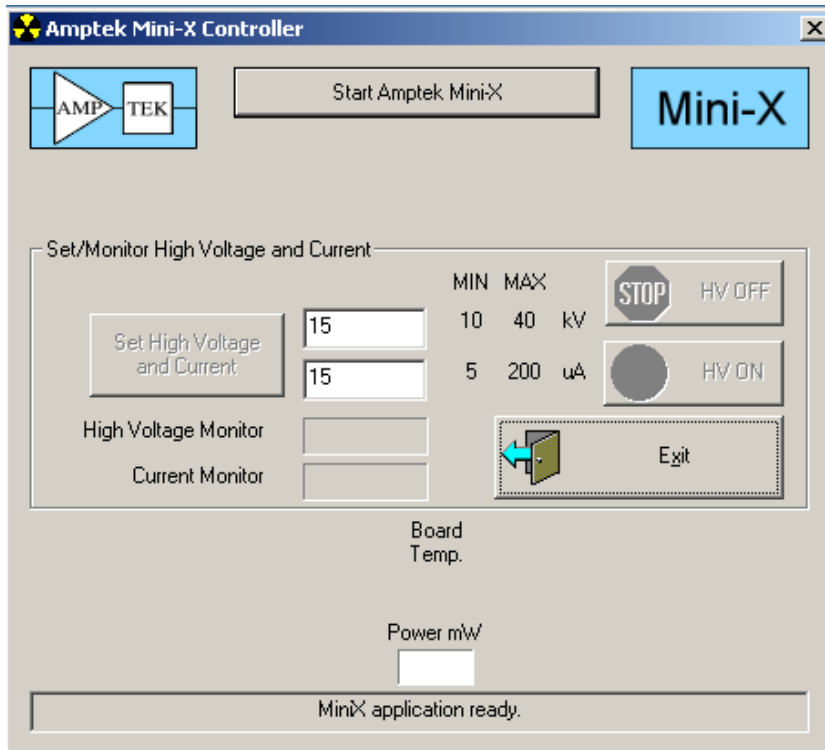 Amptek Mini-X Controller
AMP TEK
Start Amptek Mini-X
Mini-X
Set/Monitor High Voltage and Current
MIN MAX
STOP HV OFF
Set High Voltage
and Current
15
10 40 kV
15
5 200 uA
HV ON
High Voltage Monitor
Current Monitor
Exit
Board
Temp.
Power mW
MiniX application ready.